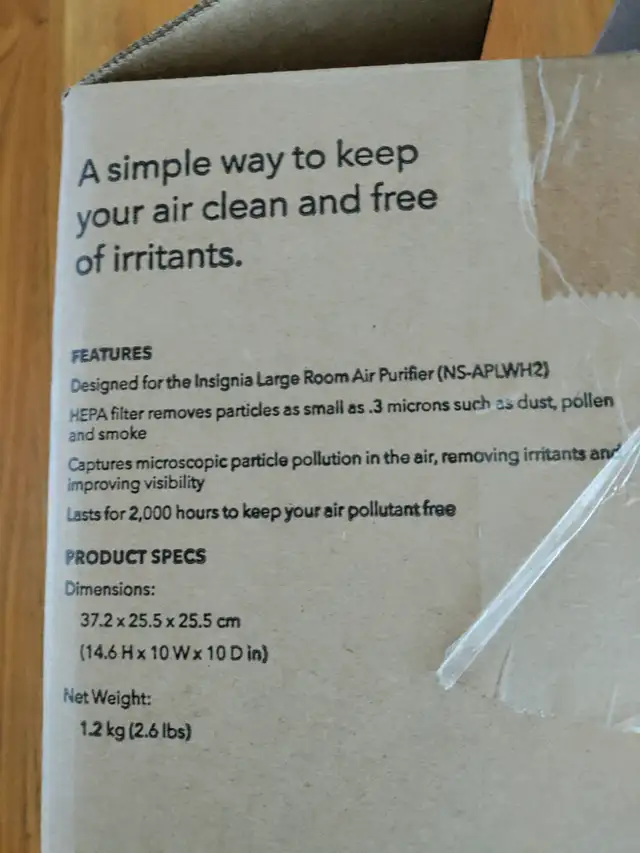 A simple way to keep
your air clean and free
of irritants.
FEATURES
Designed for the Insignia Large Room Air Purifier (NS-APLWH2)
HEPA filter removes particles as small as .3 microns such as dust, pollen
and smoke
Captures microscopic particle pollution in the air, removing irritants and
improving visibility
Lasts for 2,000 hours to keep your air pollutant free
PRODUCT SPECS
Dimensions:
37.2 x 25.5 x 25.5 cm
(14.6 H x 10 W x 10 D in)
Net Weight:
1.2 kg (2.6 lbs)